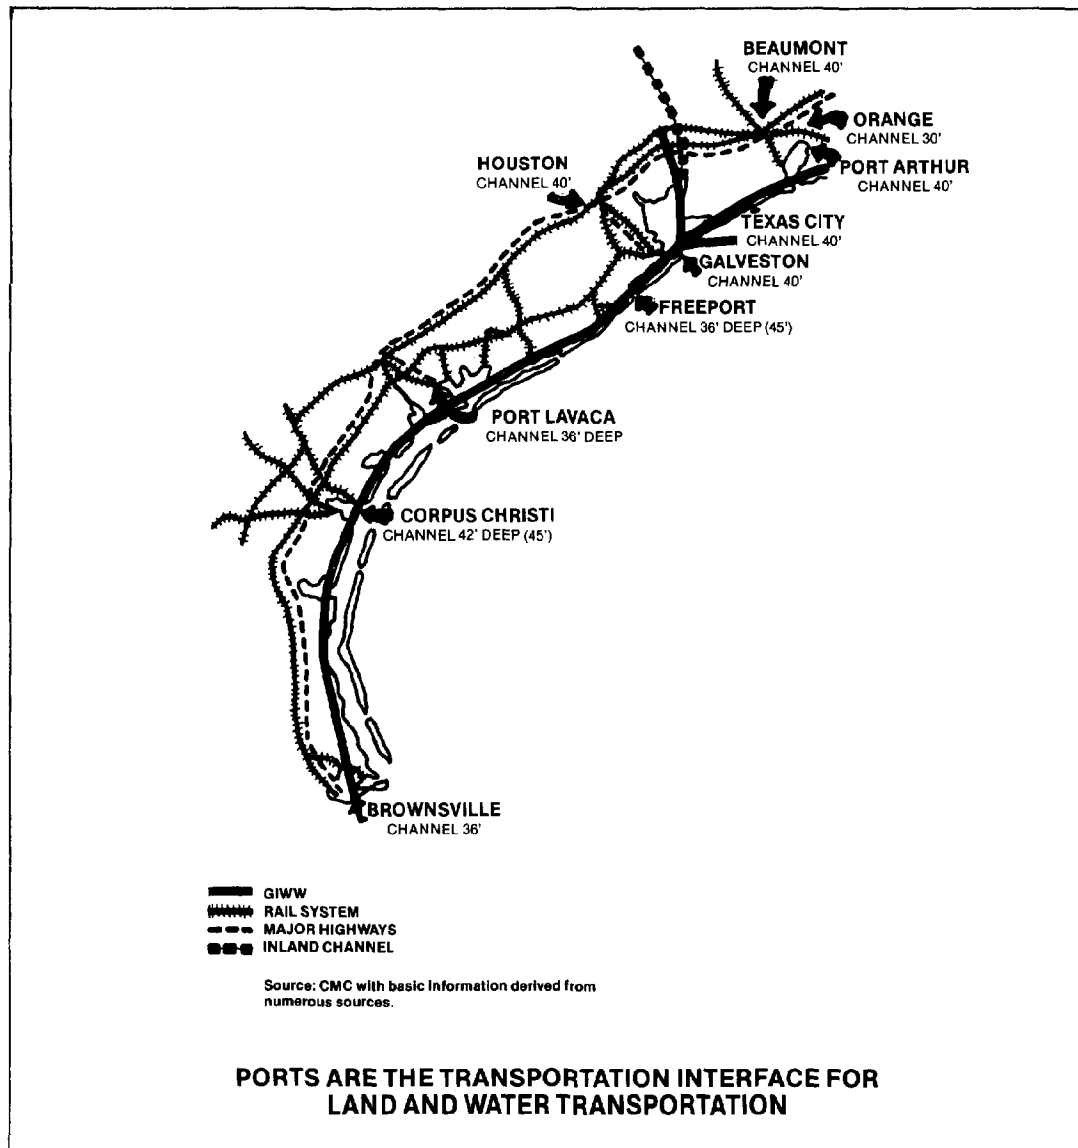 BEAUMONT
CHANNEL 40'
ORANGE
CHANNEL 30'
HOUSTON
CHANNEL 40'
PORT ARTHUR
CHANNEL 40'
TEXAS CITY
CHANNEL 40'
GALVESTON
CHANNEL 40'
FREEPORT
CHANNEL 36' DEEP (45')
PORT LAVACA
CHANNEL 36' DEEP
CORPUS CHRISTI
CHANNEL 42' DEEP (45')
BROWNSVILLE
CHANNEL 36'
GIWW
RAIL SYSTEM
MAJOR HIGHWAYS
INLAND CHANNEL
Source: CMC with basic information derived from
numerous sources.
PORTS ARE THE TRANSPORTATION INTERFACE FOR
LAND AND WATER TRANSPORTATION